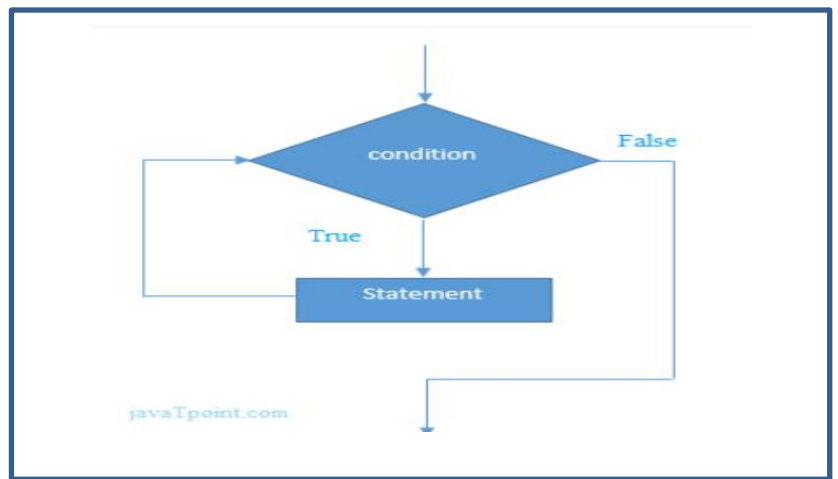 condition
False
True
Statement
javaTpoint.com